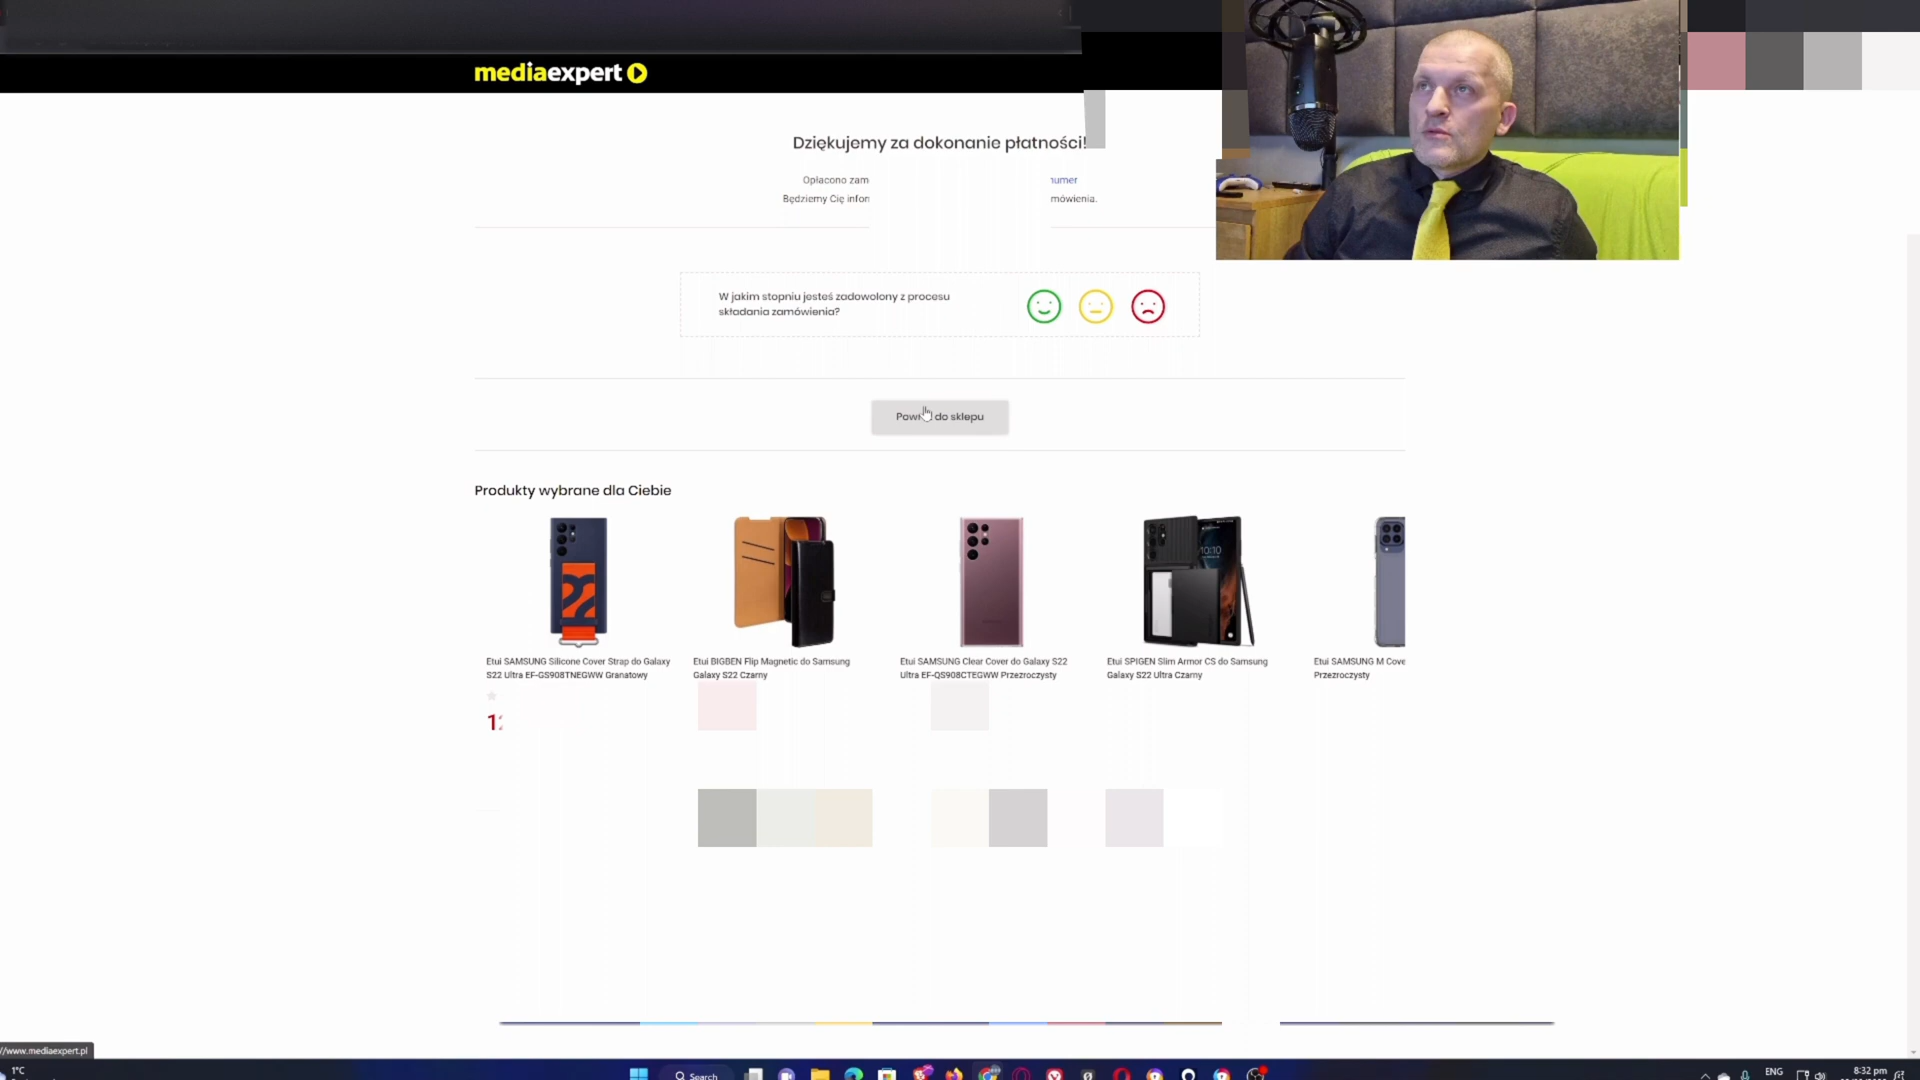 mediaexpert
Dziękujemy za dokonanie płatności!
Opłacono zam numer
Będziemy Cię infor mówienia.
W jakim stopniu jesteś zadowolony z procesu
składania zamówienia?
do sklepu
Produkty wybrane dla Ciebie
Etui SAMSUNG Silicone Cover Strap do Galaxy
S22 Ultra EF-GS908TNEGWW Granatowy
Etui BIGBEN Flip Magnetic do Samsung
Galaxy S22 Czarny
Etui SAMSUNG Clear Cover do Galaxy S22
Ultra EF-QS908CTEGWW Przezroczysty
Etui SPIGEN Slim Armor CS do Samsung
Galaxy S22 Ultra Czarny
Etui SAMSUNG M Cove
Przezroczysty
//www.mediaexpert.pl
1°C
Search
ENG
8:32 pm